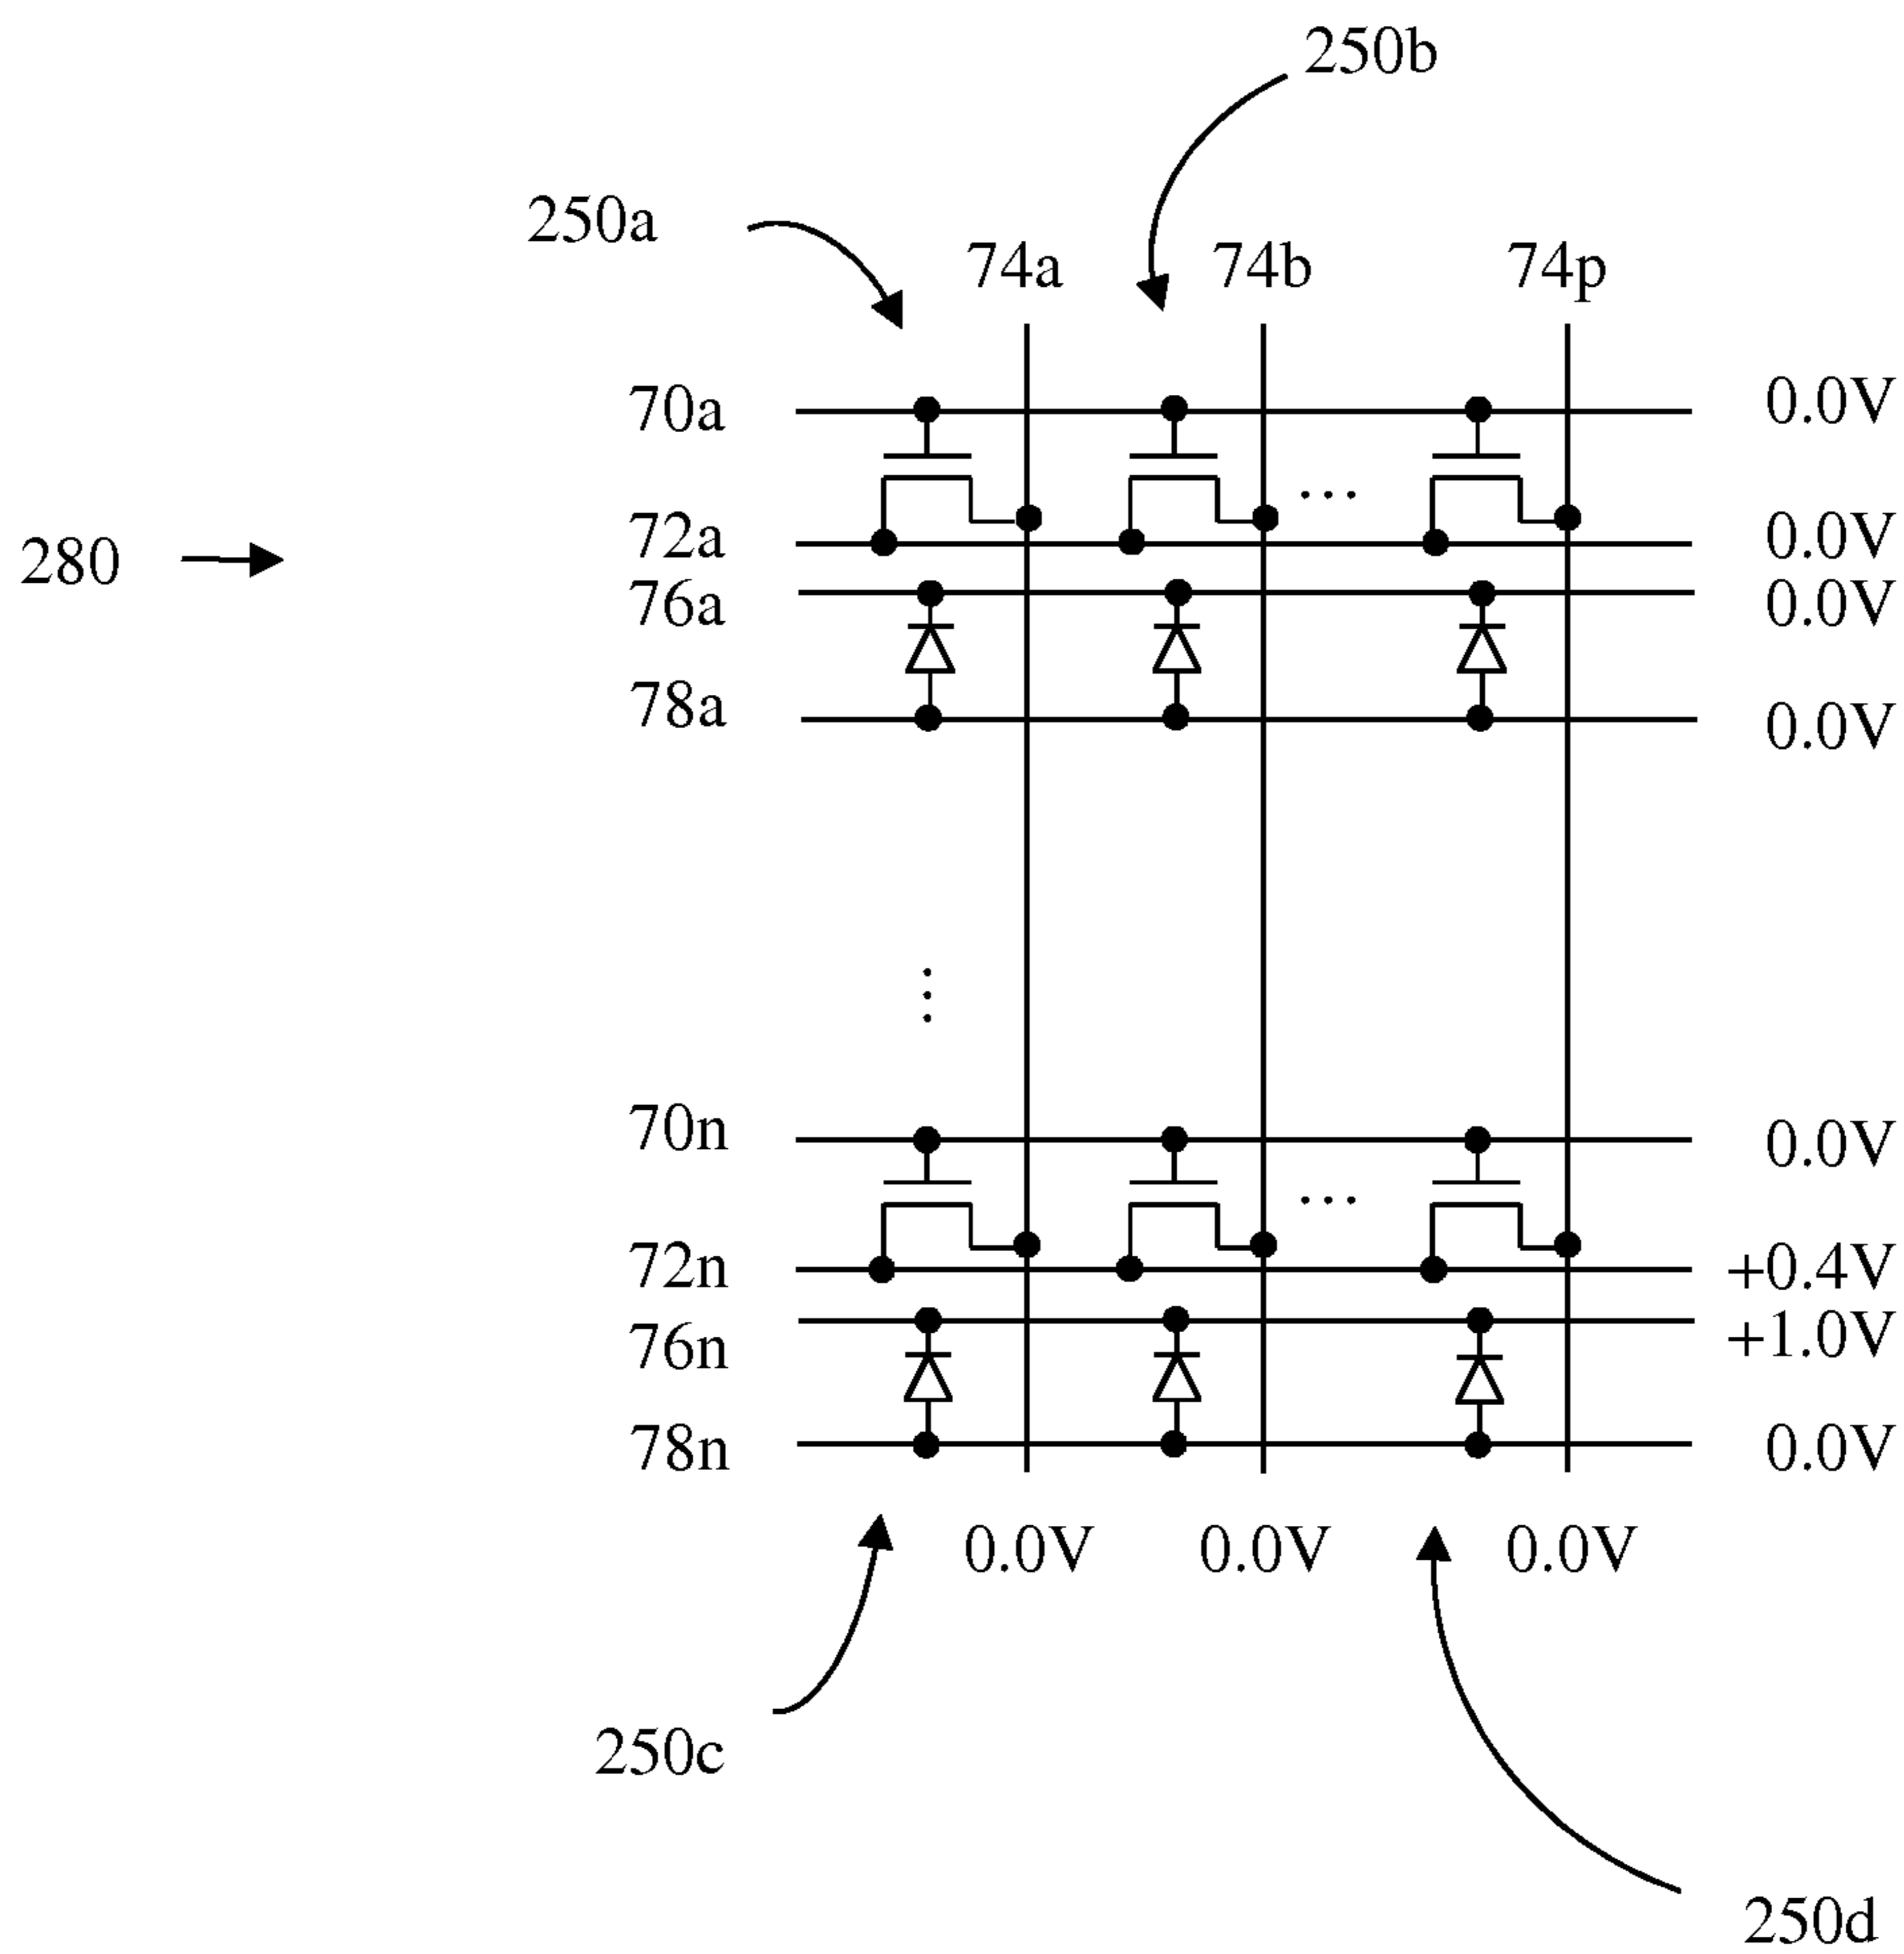 250b
250a
74a 74b 74p
70a 0.0V
...
72a 0.0V
280
76a 0.0V
78a 0.0V
...
70n 0.0V
...
72n +0.4V
76n +1.0V
78n 0.0V
0.0V 0.0V 0.0V
250c
250d